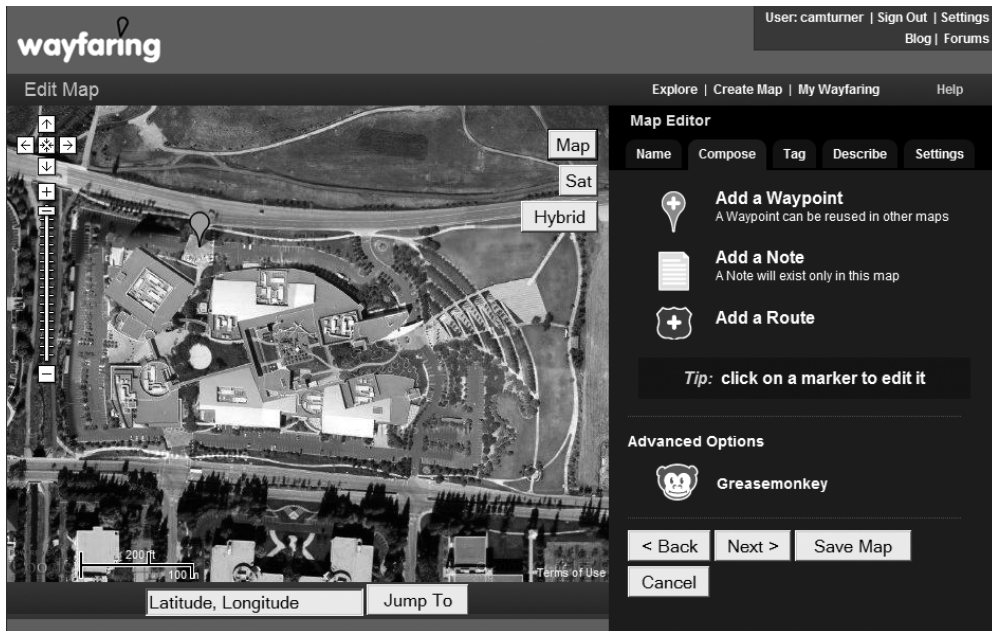 User: camturner | Sign Out | Settings
Blog | Forums
wayfaring
Edit Map
Explore | Create Map | My Wayfaring Help
Map Editor
Name Compose Tag Describe Settings
Map
Sat
Hybrid
Add a Waypoint
A Waypoint can be reused in other maps
Add a Note
A Note will exist only in this map
Add a Route
Tip: click on a marker to edit it
Advanced Options
Greasemonkey
< Back Next > Save Map
Cancel
200 ft
Terms of Use
Latitude, Longitude Jump To